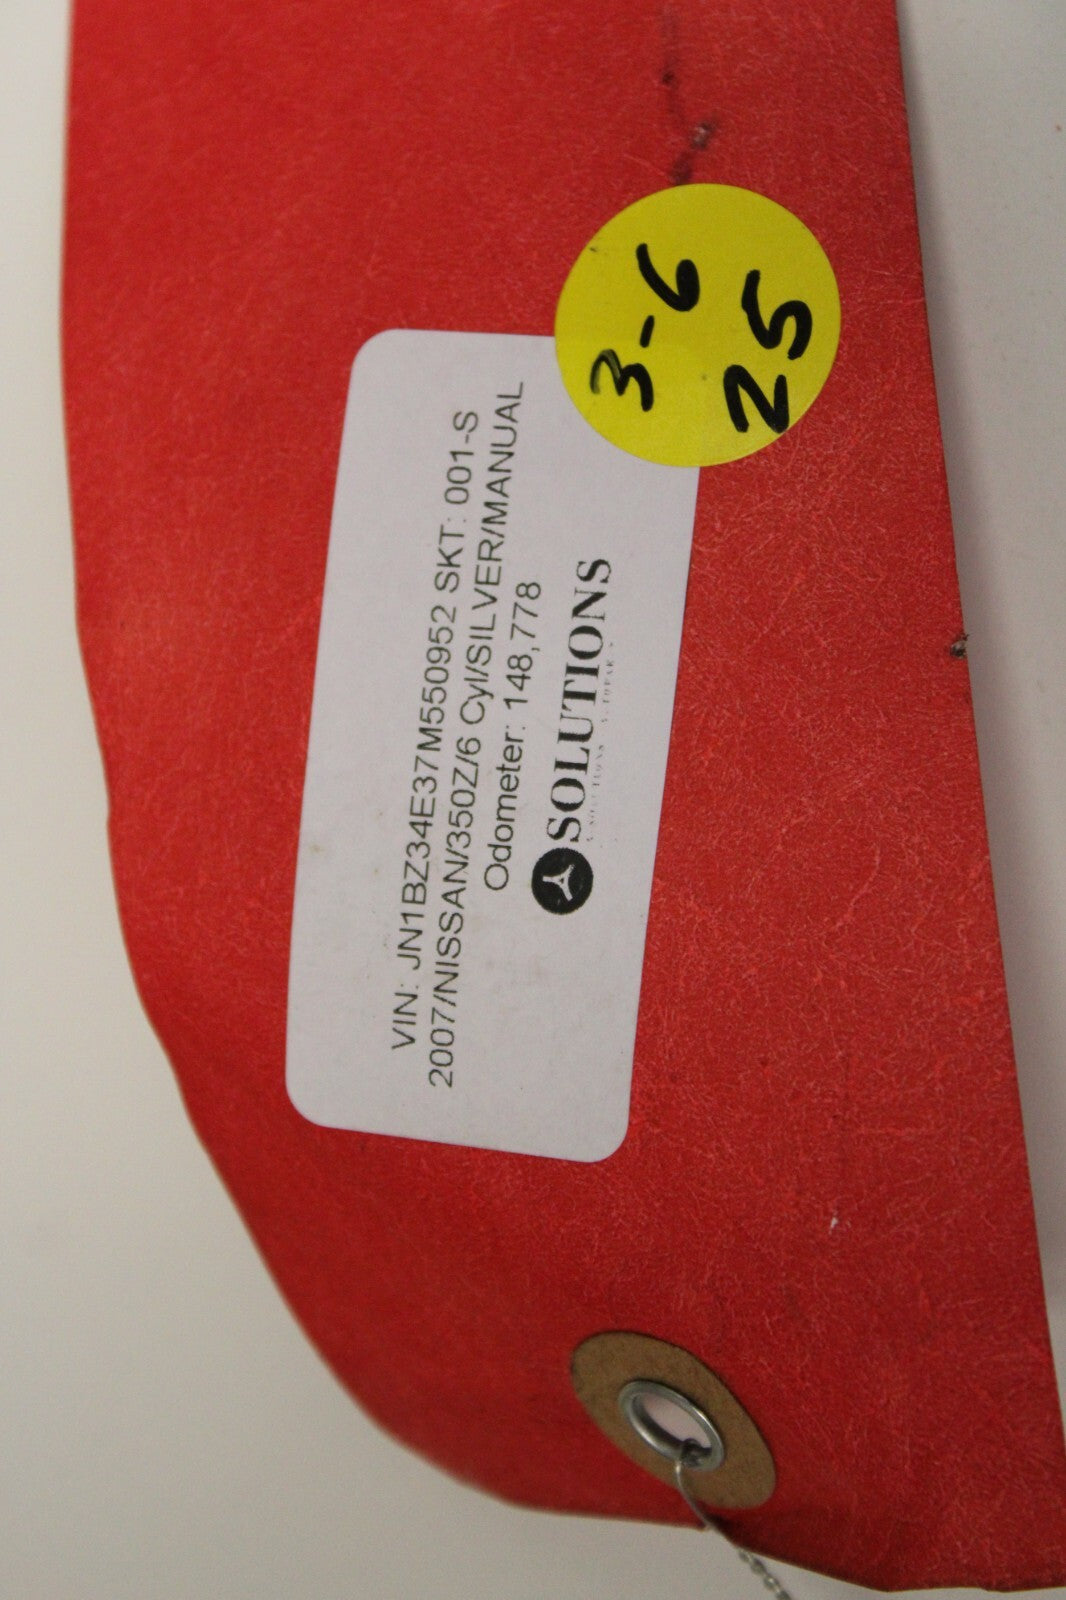 VIN: JN1BZ34E37M550952 SKT: 001-S
2007/NISSAN/350Z/6 Cyl/SILVER/MANUAL
Odometer: 148,778
SOLUTIONS
3-6
25